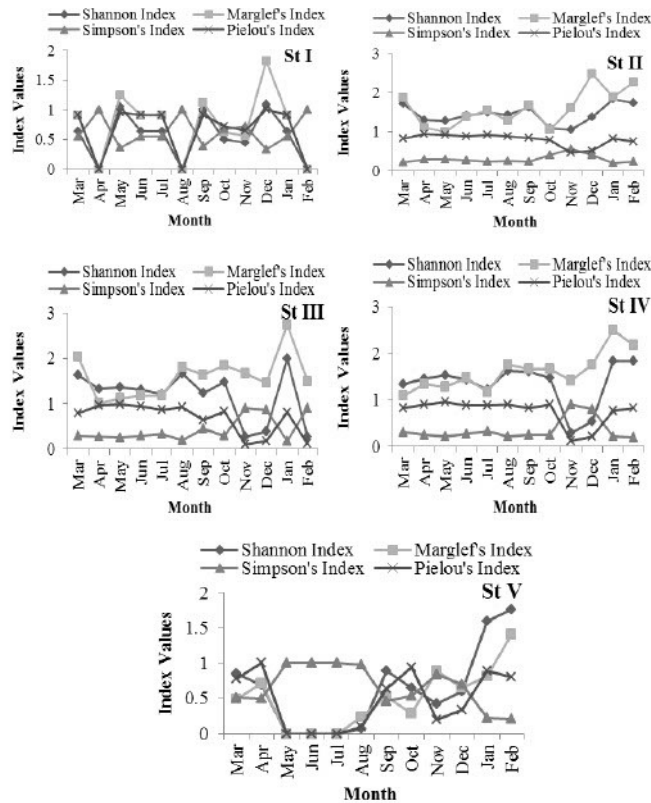 Shannon Index Marglef's Index
Simpson's Index Pielou's Index
St I
2
1.5
1
0.5
0
Index Values
Mar Apr May Jun Jul Aug Sep Oct Nov Dec Jan Feb
Month
Shannon Index Marglef's Index
Simpson's Index Pielou's Index
St II
3
2
1
0
Index Values
Mar Apr May Jun Jul Aug Sep Oct Nov Dec Jan Feb
Month
Shannon Index Marglef's Index
Simpson's Index Pielou's Index
St III
3
2
1
0
Index Values
Mar Apr May Jun Jul Aug Sep Oct Nov Dec Jan Feb
Month
Shannon Index Marglef's Index
Simpson's Index Pielou's Index
St IV
3
2
1
0
Index Values
Mar Apr May Jun Jul Aug Sep Oct Nov Dec Jan Feb
Month
Shannon Index Marglef's Index
Simpson's Index Pielou's Index
St V
2
1.5
1
0.5
0
Index Values
Mar Apr May Jun Jul Aug Sep Oct Nov Dec Jan Feb
Month